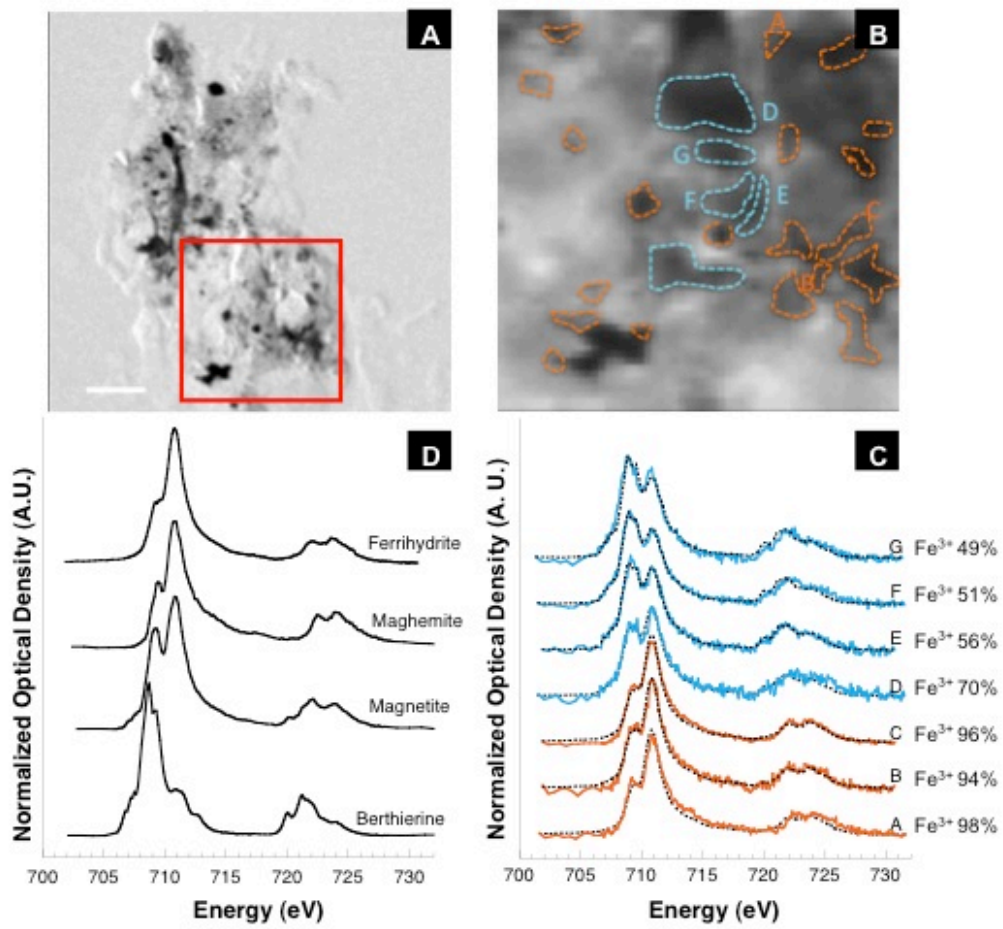 A
B
A
D
G
F
E
C
B
D
Normalized Optical Density (A.U.)
Ferrihydrite
Maghemite
Magnetite
Berthierine
700 710 715 720 725 730
Energy (eV)
C
Normalized Optical Density (A. U.)
G Fe³⁺ 49%
F Fe³⁺ 51%
E Fe³⁺ 56%
D Fe³⁺ 70%
C Fe³⁺ 96%
B Fe³⁺ 94%
A Fe³⁺ 98%
700 710 715 720 725 730
Energy (eV)